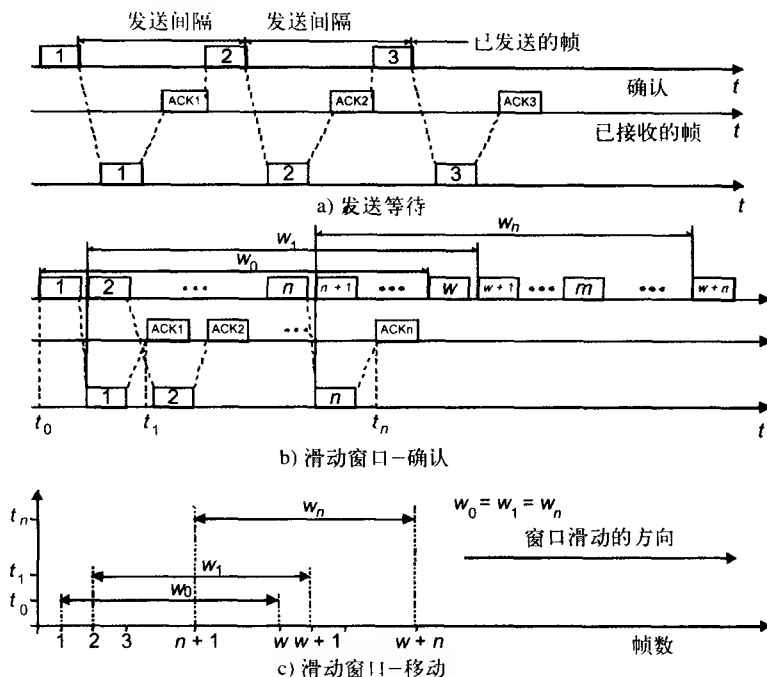 发送间隔 发送间隔
1 2 3 已发送的帧
t
确认
ACK1 ACK2 ACK3
t
已接收的帧
1 2 3
t
a) 发送等待
wn
w1
w0
1 2 ••• n n + 1 ••• w w + 1 ••• m ••• w + n
ACK1 ACK2 ••• ACKn
1 2 n
t0 t1 tn t
b) 滑动窗口－确认
tn wn w0 = w1 = wn
窗口滑动的方向
t1 w1
t0 w0
1 2 3 n + 1 w w + 1 w + n 帧数
c) 滑动窗口－移动